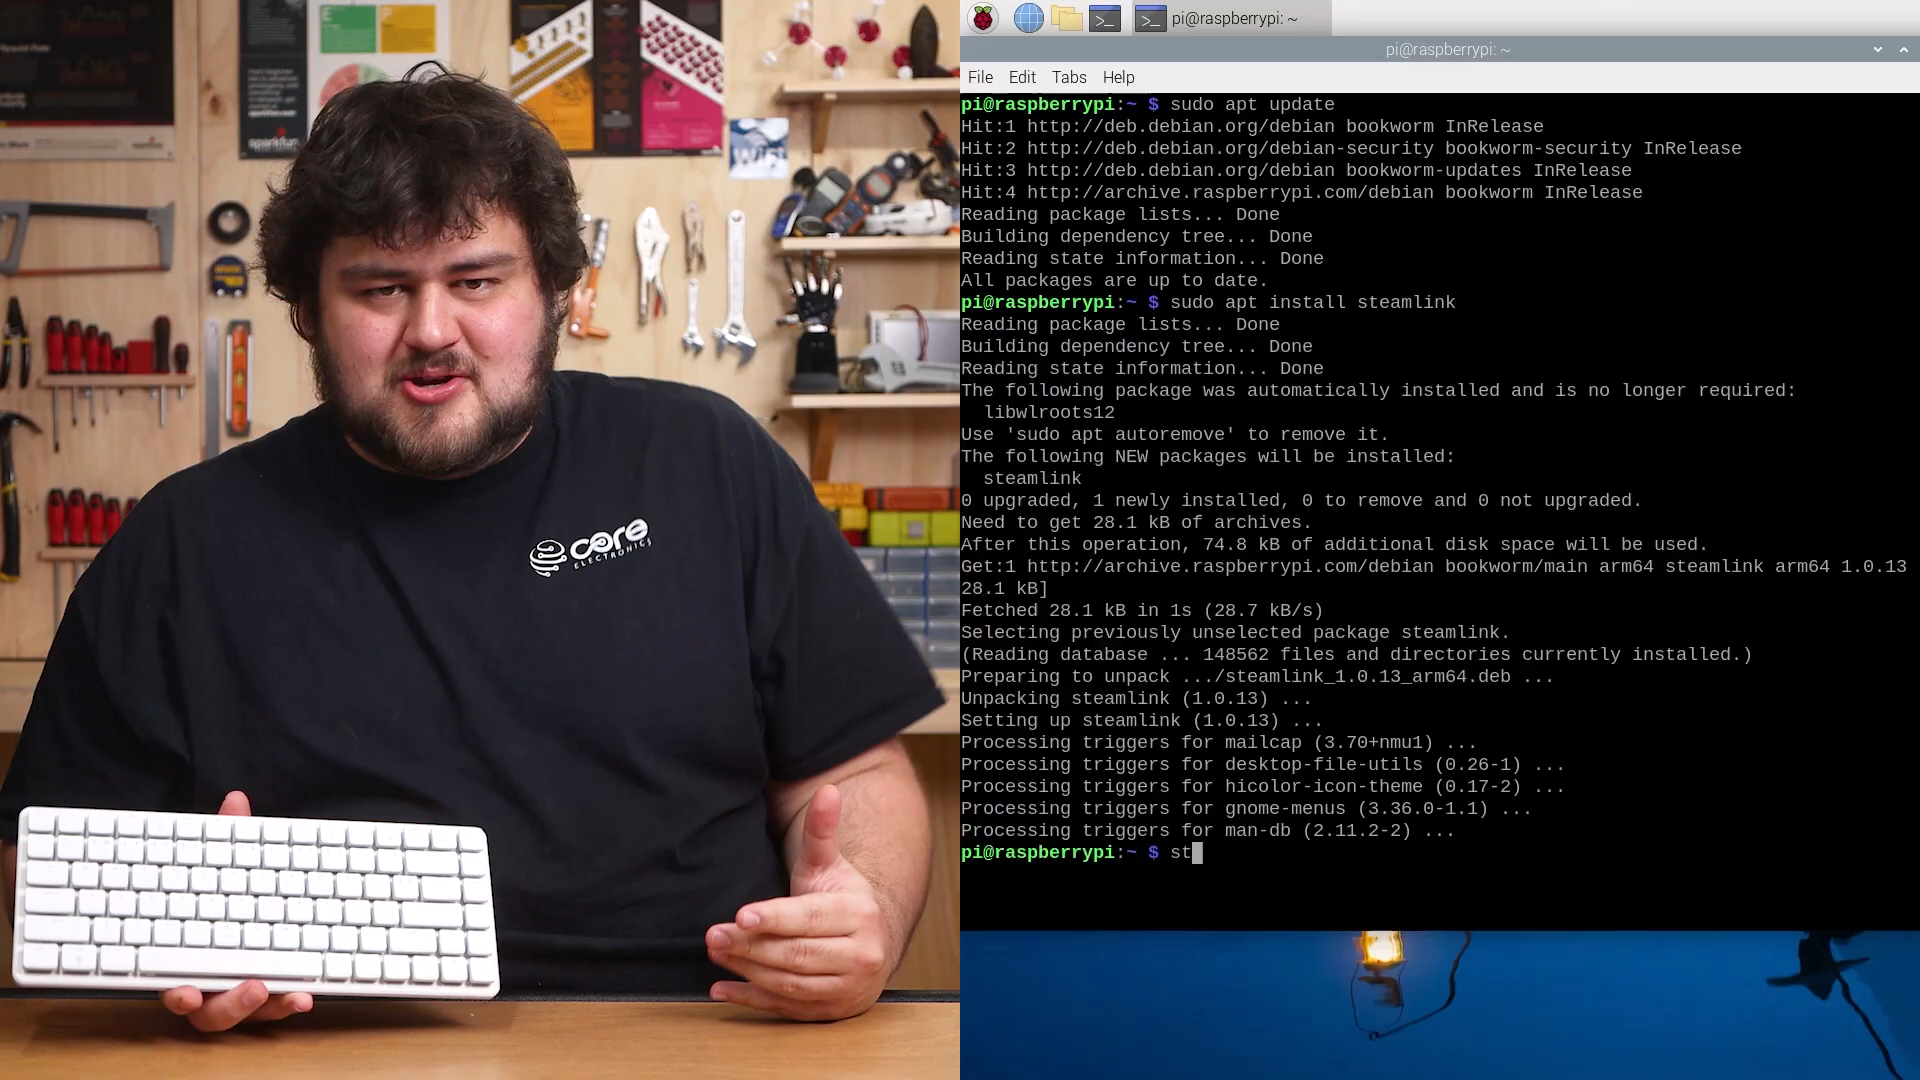 WiFi
core
ELECTRONICS
pi@raspberrypi: ~
pi@raspberrypi: ~
File Edit Tabs Help
pi@raspberrypi:~ $ sudo apt update
Hit:1 http://deb.debian.org/debian bookworm InRelease
Hit:2 http://deb.debian.org/debian-security bookworm-security InRelease
Hit:3 http://deb.debian.org/debian bookworm-updates InRelease
Hit:4 http://archive.raspberrypi.com/debian bookworm InRelease
Reading package lists... Done
Building dependency tree... Done
Reading state information... Done
All packages are up to date.
pi@raspberrypi:~ $ sudo apt install steamlink
Reading package lists... Done
Building dependency tree... Done
Reading state information... Done
The following package was automatically installed and is no longer required:
  libwlroots12
Use 'sudo apt autoremove' to remove it.
The following NEW packages will be installed:
  steamlink
0 upgraded, 1 newly installed, 0 to remove and 0 not upgraded.
Need to get 28.1 kB of archives.
After this operation, 74.8 kB of additional disk space will be used.
Get:1 http://archive.raspberrypi.com/debian bookworm/main arm64 steamlink arm64 1.0.13
28.1 kB]
Fetched 28.1 kB in 1s (28.7 kB/s)
Selecting previously unselected package steamlink.
(Reading database ... 148562 files and directories currently installed.)
Preparing to unpack .../steamlink_1.0.13_arm64.deb ...
Unpacking steamlink (1.0.13) ...
Setting up steamlink (1.0.13) ...
Processing triggers for mailcap (3.70+nmu1) ...
Processing triggers for desktop-file-utils (0.26-1) ...
Processing triggers for hicolor-icon-theme (0.17-2) ...
Processing triggers for gnome-menus (3.36.0-1.1) ...
Processing triggers for man-db (2.11.2-2) ...
pi@raspberrypi:~ $ st